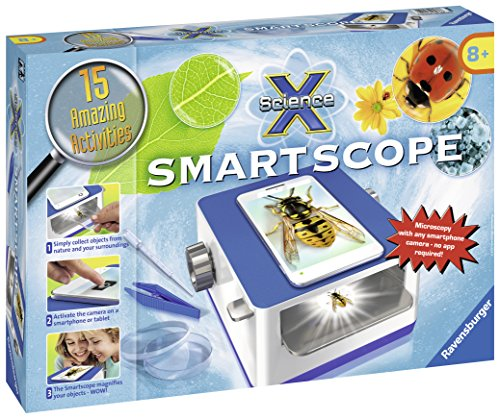 15
Amazing
Activities
Science
X
SMARTSCOPE
8+
Microscopy
with any smartphone
camera - no app
required!
1 Simply collect objects from
nature and your surroundings
2 Activate the camera on a
smartphone or tablet
3 The Smartscope magnifies
your objects - WOW!
Ravensburger